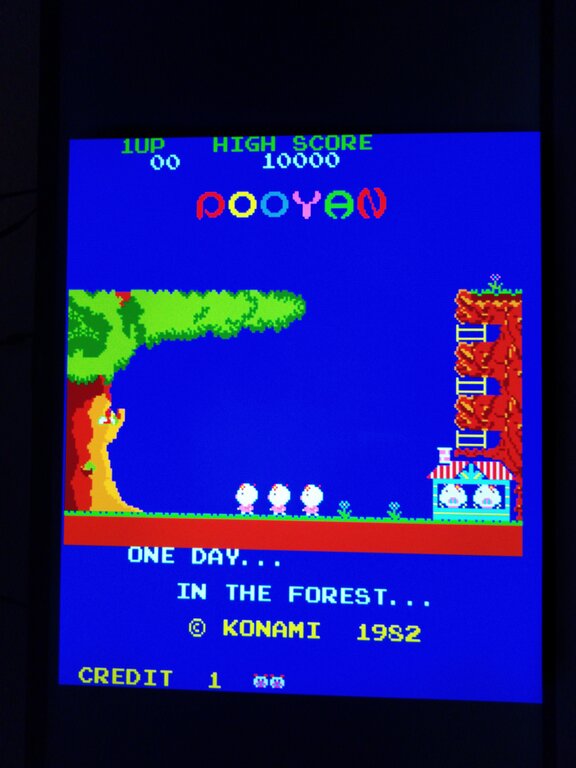 1UP HIGH SCORE
00 10000
POOYAN
ONE DAY...
IN THE FOREST...
© KONAMI 1982
CREDIT 1